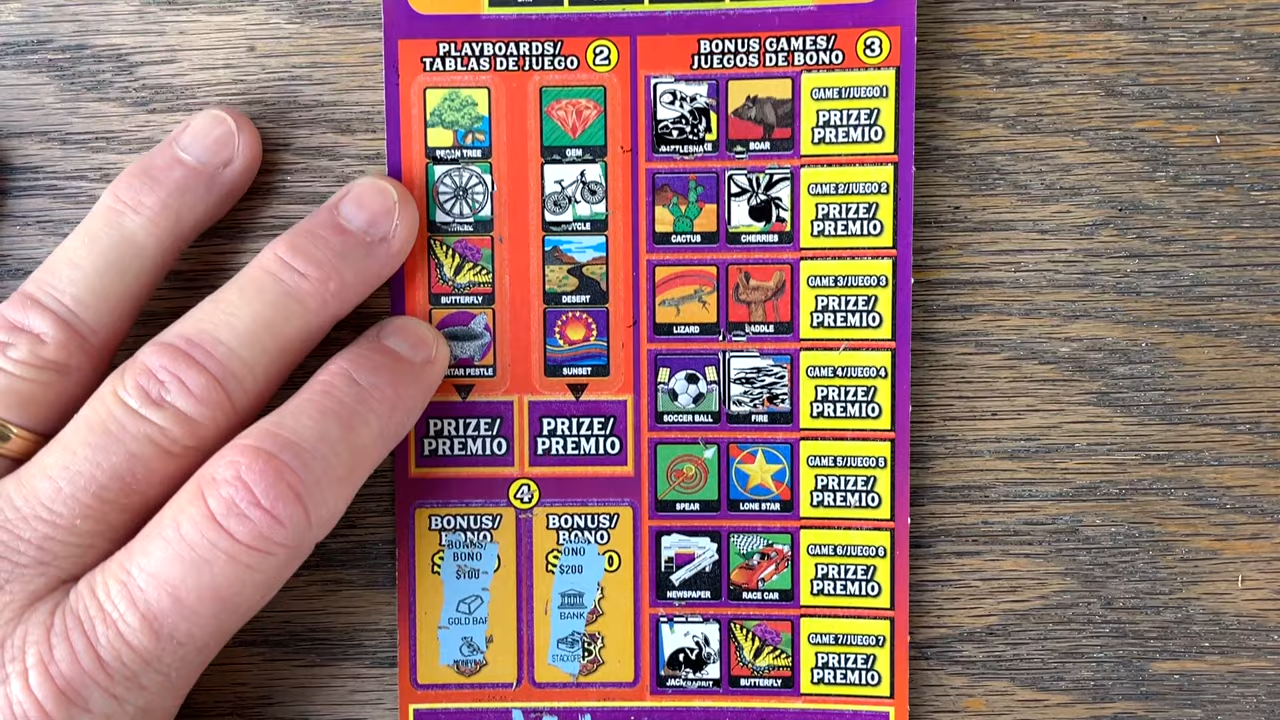 PLAYBOARDS/
TABLAS DE JUEGO
2
PECAN TREE
GEM
BUTTERFLY
DESERT
SUNSET
PRIZE/
PREMIO
PRIZE/
PREMIO
BONUS GAMES/
JUEGOS DE BONO
3
BOAR
GAME 1/JUEGO 1
PRIZE/
PREMIO
CACTUS
CHERRIES
GAME 2/JUEGO 2
PRIZE/
PREMIO
LIZARD
GAME 3/JUEGO 3
PRIZE/
PREMIO
SOCCER BALL
FIRE
GAME 4/JUEGO 4
PRIZE/
PREMIO
SPEAR
LONE STAR
GAME 5/JUEGO 5
PRIZE/
PREMIO
NEWSPAPER
RACE CAR
GAME 6/JUEGO 6
PRIZE/
PREMIO
BUTTERFLY
GAME 7/JUEGO 7
PRIZE/
PREMIO
4
BONUS/
BONO
BONUS/
BONO
$100
GOLD BAR
BONUS/
BONO
$200
BANK